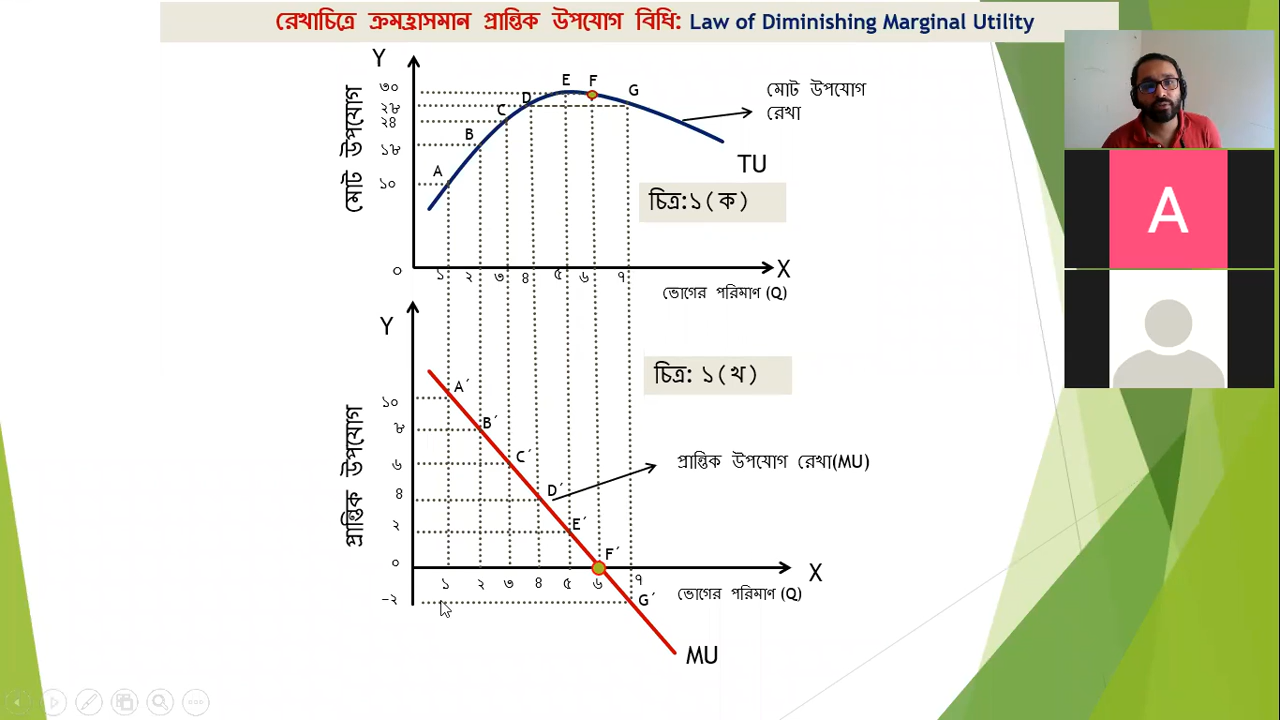 রেখাচিত্রে ক্রমহ্রাসমান প্রান্তিক উপযোগ বিধি: Law of Diminishing Marginal Utility
Y
মোট উপযোগ
৩০
২৮
২৪
১৮
১০
০
A
B
C
D
E
F
G
মোট উপযোগ
রেখা
TU
চিত্র:১(ক)
১ ২ ৩ ৪ ৫ ৬ ৭
X
ভোগের পরিমাণ (Q)
Y
প্রান্তিক উপযোগ
১০
৮
৬
৪
২
০
-২
A´
B´
C´
D´
E´
F´
G´
চিত্র: ১(খ)
প্রান্তিক উপযোগ রেখা(MU)
১ ২ ৩ ৪ ৫ ৬ ৭
X
ভোগের পরিমাণ (Q)
MU
A